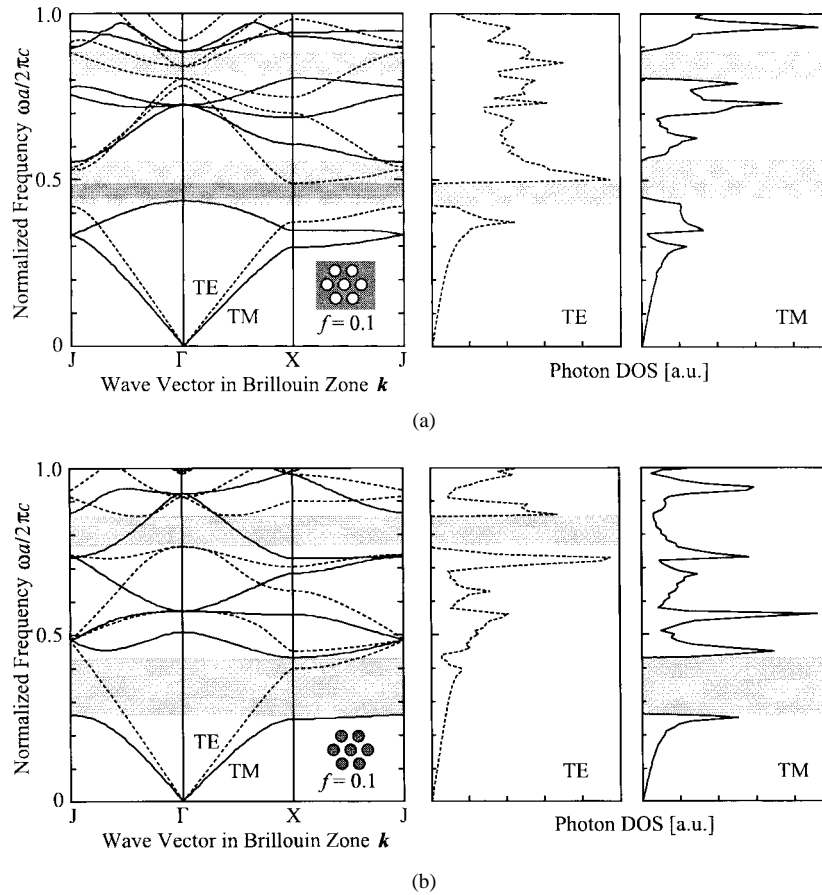 1.0
0.5
0
Normalized Frequency ωa/2πc
TE
TM
f = 0.1
J Γ X J
Wave Vector in Brillouin Zone k
TE
TM
Photon DOS [a.u.]
(a)
1.0
0.5
0
Normalized Frequency ωa/2πc
TE
TM
f = 0.1
J Γ X J
Wave Vector in Brillouin Zone k
TE
TM
Photon DOS [a.u.]
(b)